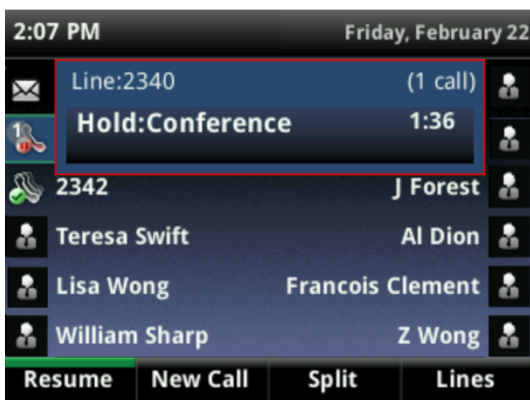 2:07 PM Friday, February 22
Line:2340 (1 call)
Hold:Conference 1:36
1
2342 J Forest
Teresa Swift Al Dion
Lisa Wong Francois Clement
William Sharp Z Wong
Resume New Call Split Lines